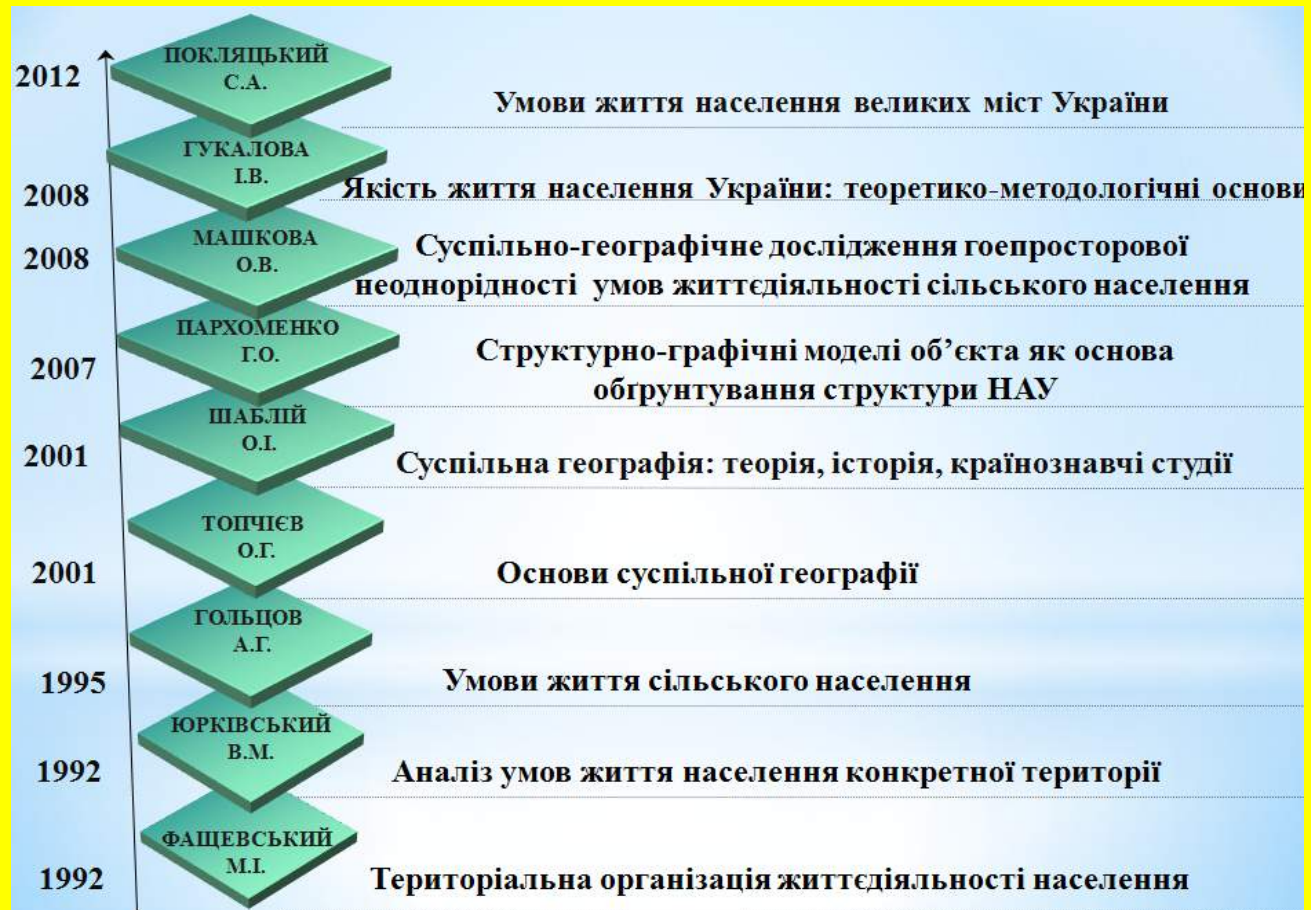 2012
ПОКЛЯЦЬКИЙ
С.А.
Умови життя населення великих міст України
2008
ГУКАЛОВА
І.В.
Якість життя населення України: теоретико-методологічні основи
2008
МАШКОВА
О.В.
Суспільно-географічне дослідження гоепросторової
неоднорідності умов життєдіяльності сільського населення
2007
ПАРХОМЕНКО
Г.О.
Структурно-графічні моделі об’єкта як основа
обґрунтування структури НАУ
2001
ШАБЛІЙ
О.І.
Суспільна географія: теорія, історія, країнознавчі студії
2001
ТОПЧІЄВ
О.Г.
Основи суспільної географії
1995
ГОЛЬЦОВ
А.Г.
Умови життя сільського населення
1992
ЮРКІВСЬКИЙ
В.М.
Аналіз умов життя населення конкретної території
1992
ФАЩЕВСЬКИЙ
М.І.
Територіальна організація життєдіяльності населення